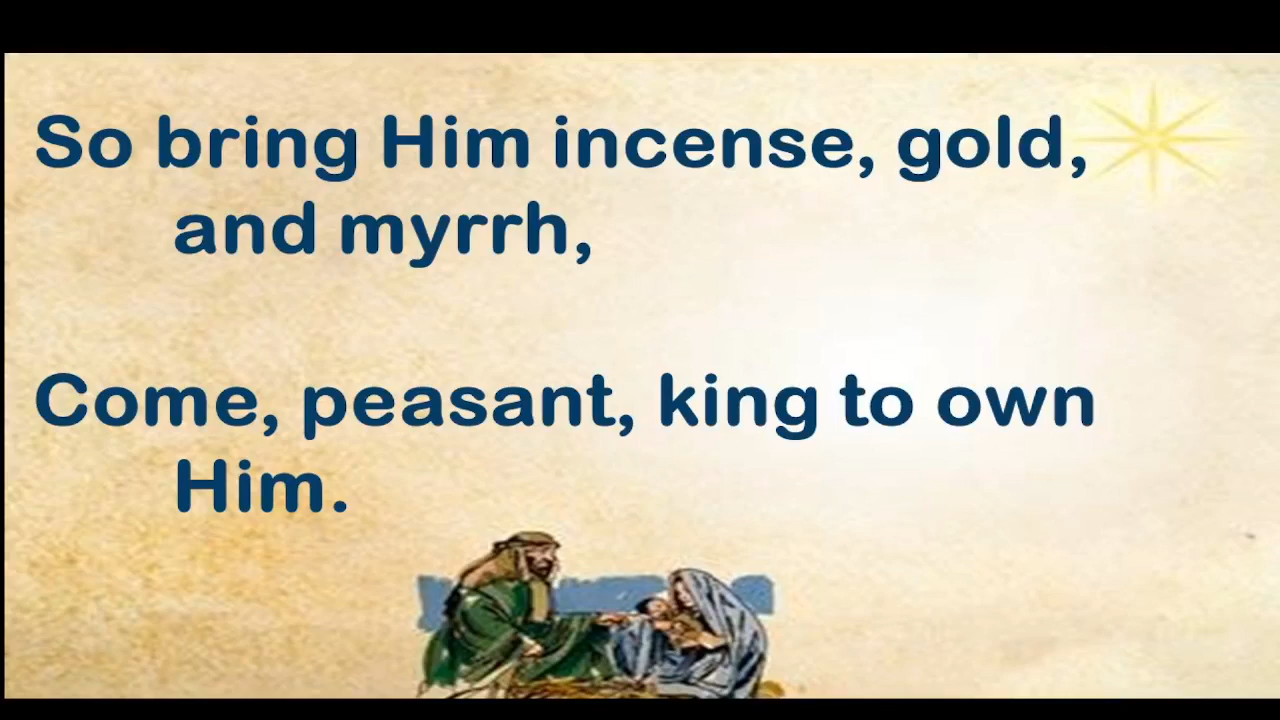 So bring Him incense, gold,
and myrrh,
Come, peasant, king to own
Him.